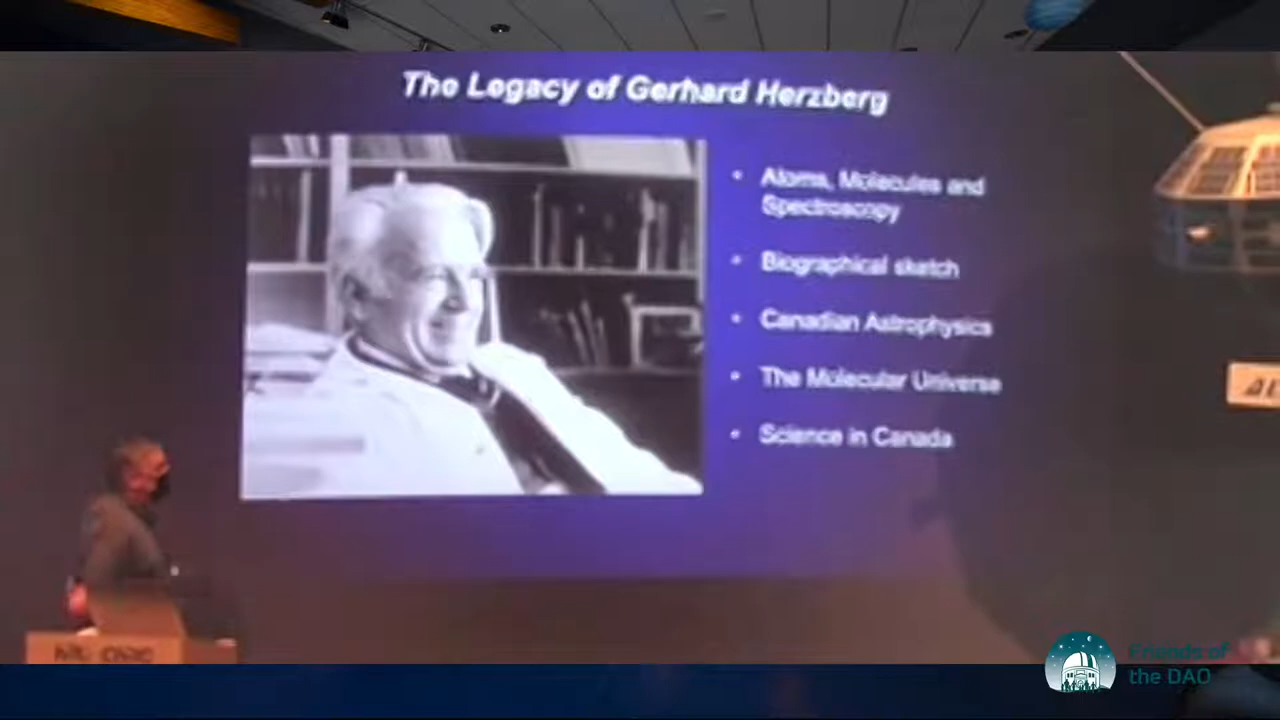 The Legacy of Gerhard Herzberg
• Atoms, Molecules and
Spectroscopy
• Biographical sketch
• Canadian Astrophysics
• The Molecular Universe
• Science in Canada
Friends of
the DAO